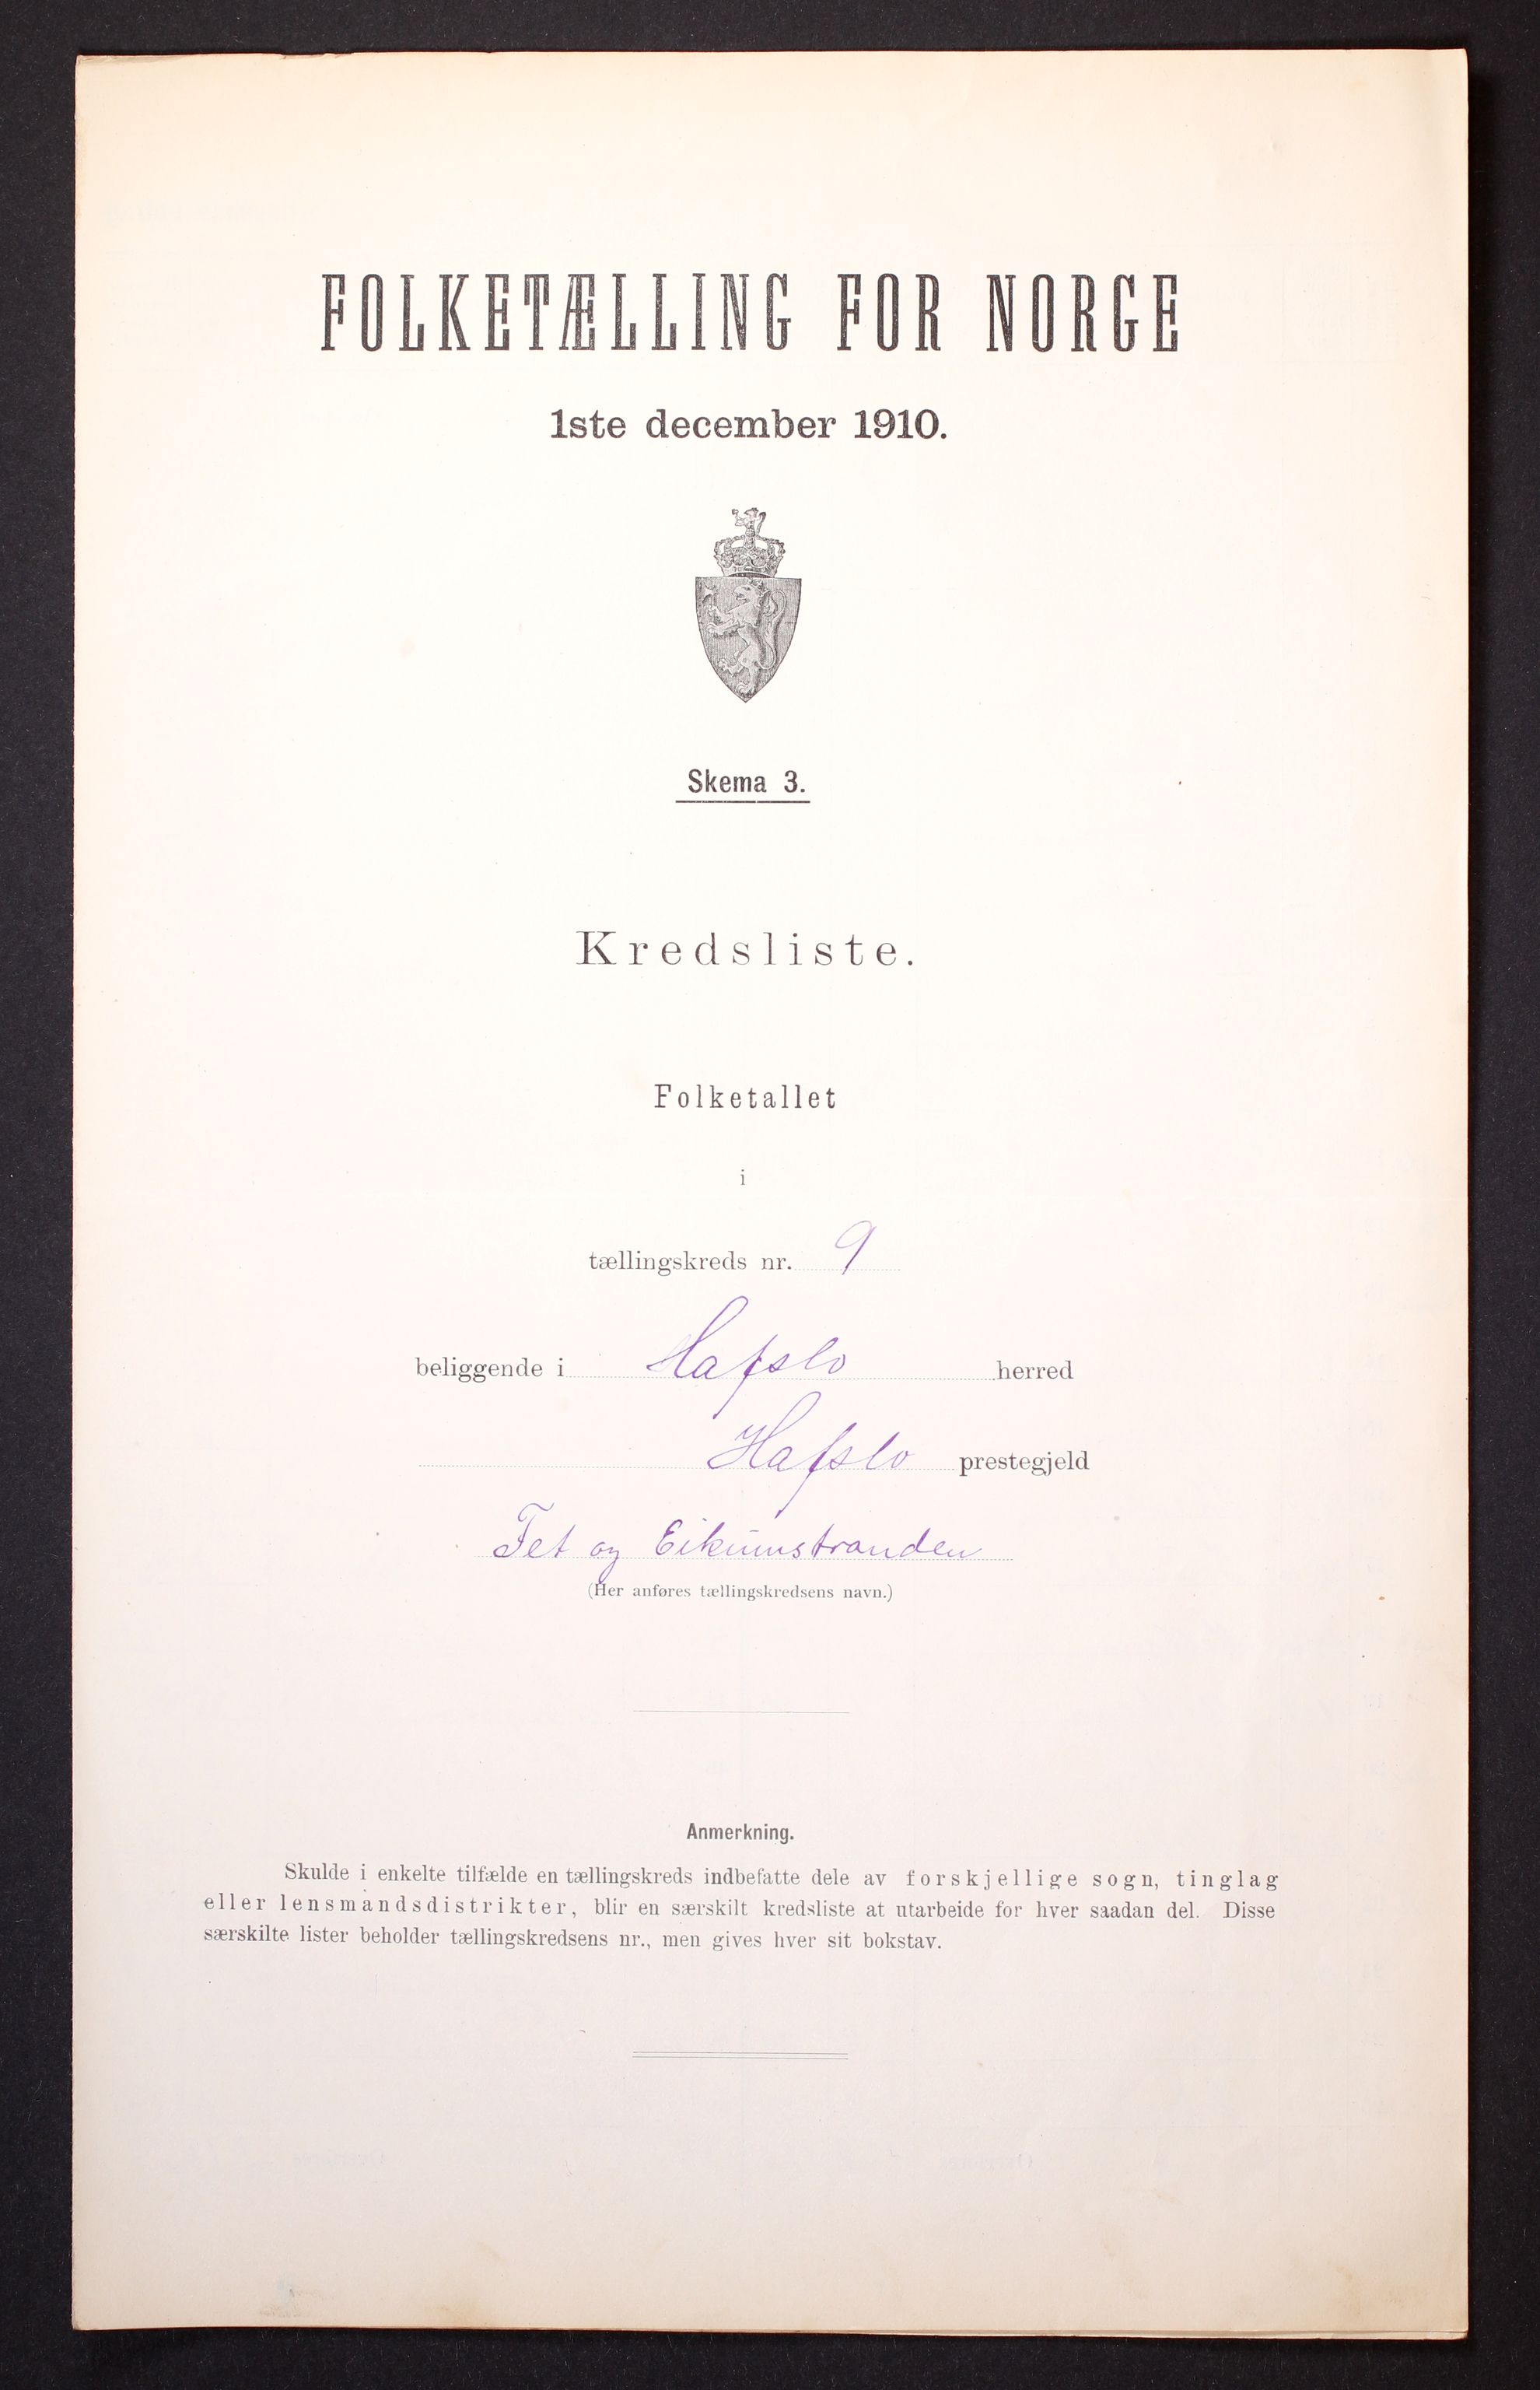 FOLKETÆLLING FOR NORGE
1ste december 1910.
Skema 3.
Kredsliste.
Folketallet
i
tællingskreds nr. 9
beliggende i Hafslo herred
Hafslo prestegjeld
Fet og Eikumstranden
(Her anføres tællingskredsens navn.)
Anmerkning.
Skulde i enkelte tilfælde en tællingskreds indbefatte dele av forskjellige sogn, tinglag
eller lensmandsdistrikter, blir en særskilt kredsliste at utarbeide for hver saadan del. Disse
særskilte lister beholder tællingskredsens nr., men gives hver sit bokstav.